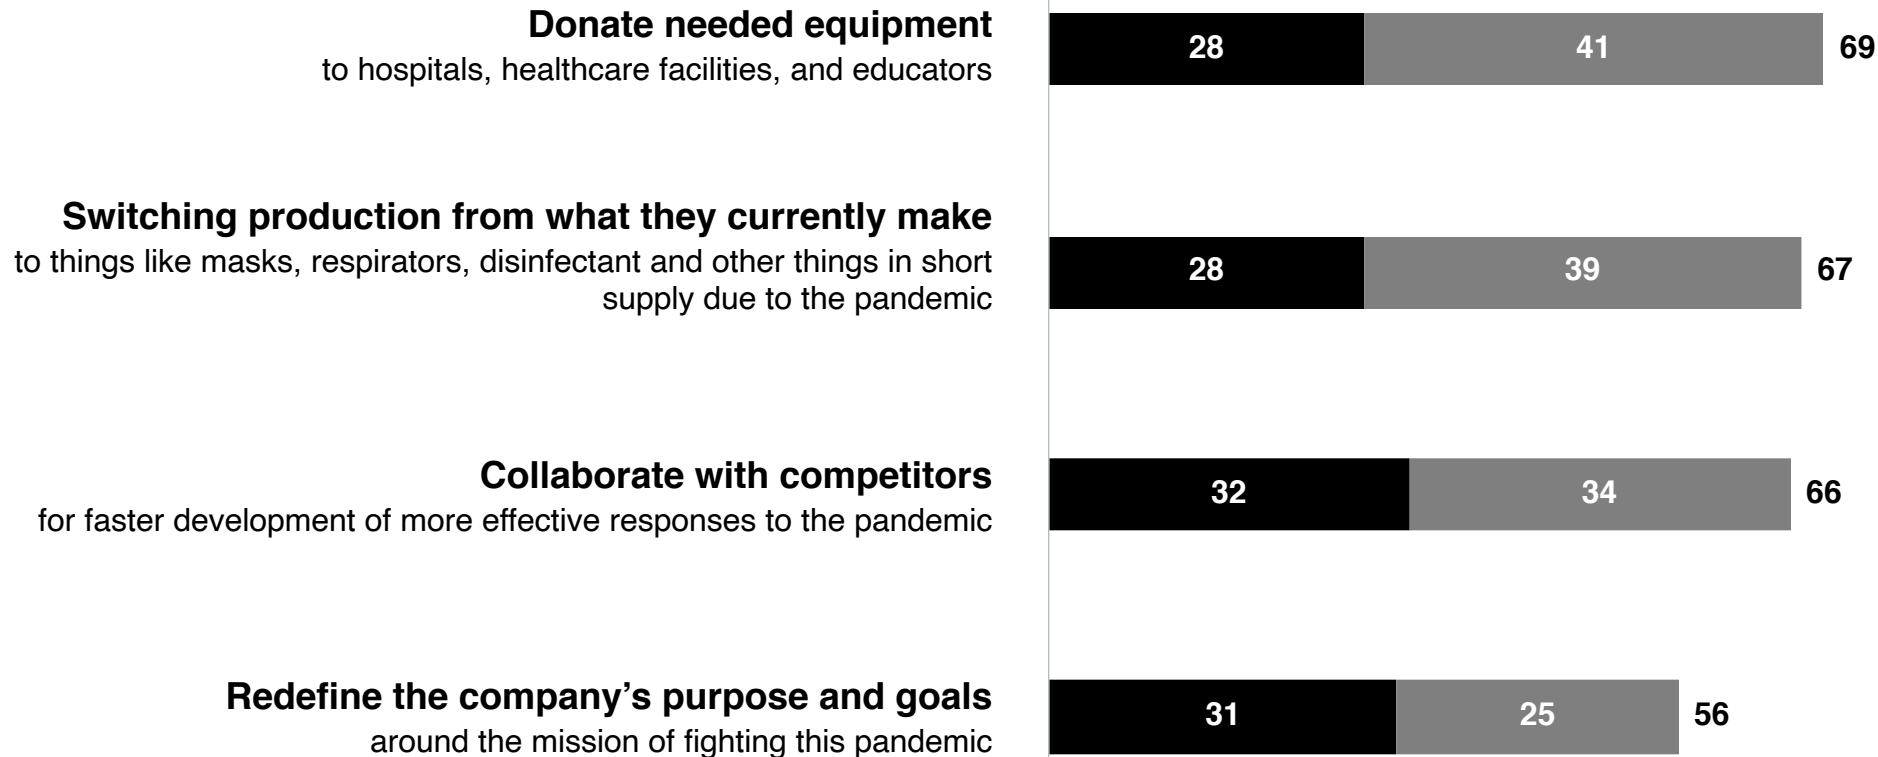 Donate needed equipment
to hospitals, healthcare facilities, and educators
28 41 69
Switching production from what they currently make
to things like masks, respirators, disinfectant and other things in short
supply due to the pandemic
28 39 67
Collaborate with competitors
for faster development of more effective responses to the pandemic
32 34 66
Redefine the company’s purpose and goals
around the mission of fighting this pandemic
31 25 56